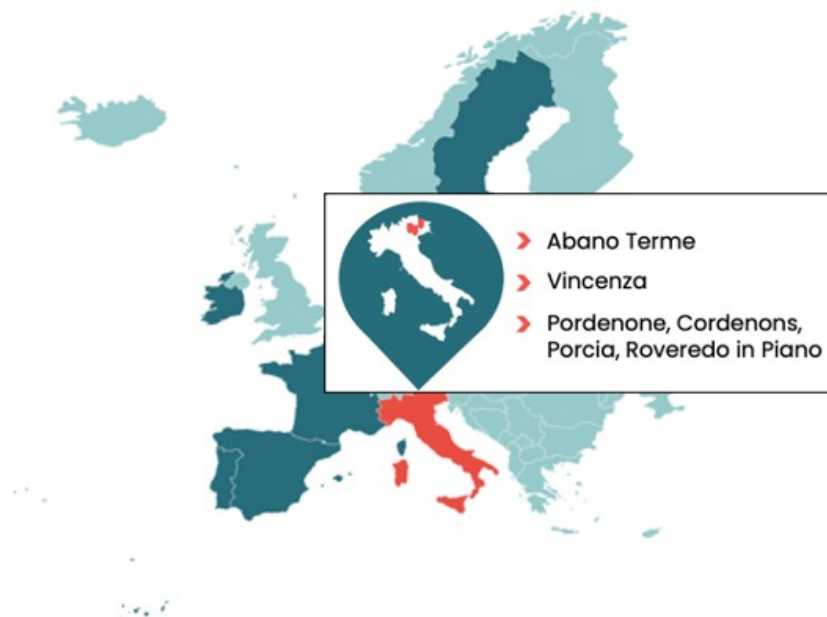 Abano Terme
Vincenza
Pordenone, Cordenons,
Porcia, Roveredo in Piano